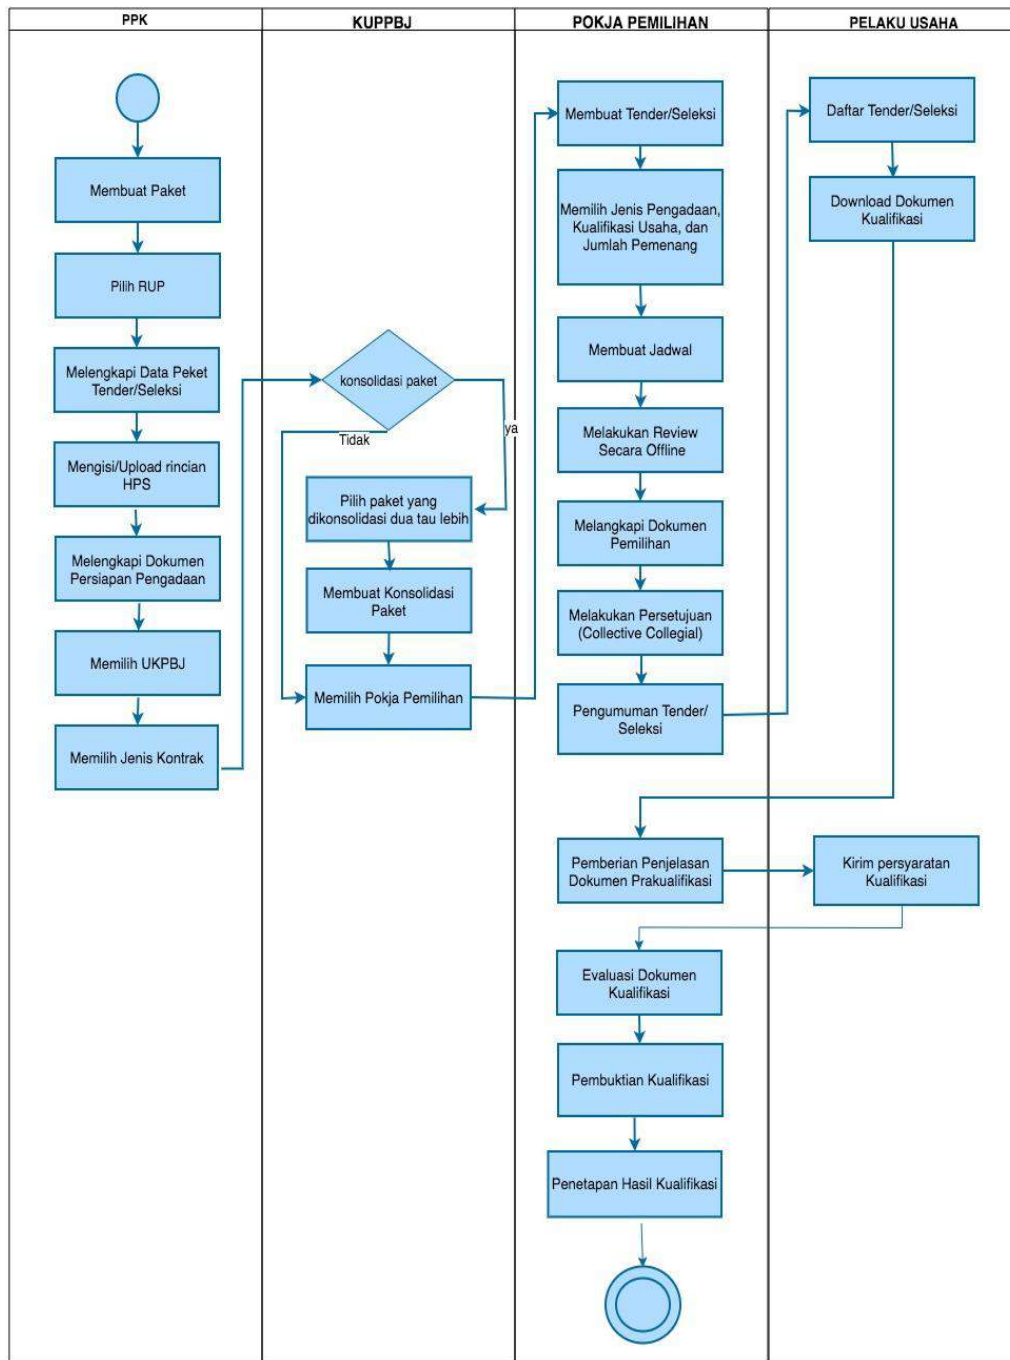 PPK
KUPPBJ
POKJA PEMILIHAN
PELAKU USAHA
Membuat Paket
Pilih RUP
Melengkapi Data Peket
Tender/Seleksi
Mengisi/Upload rincian
HPS
Melengkapi Dokumen
Persiapan Pengadaan
Memilih UKPBJ
Memilih Jenis Kontrak
konsolidasi paket
Tidak
ya
Pilih paket yang
dikonsolidasi dua tau lebih
Membuat Konsolidasi
Paket
Memilih Pokja Pemilihan
Membuat Tender/Seleksi
Memilih Jenis Pengadaan,
Kualifikasi Usaha, dan
Jumlah Pemenang
Membuat Jadwal
Melakukan Review
Secara Offline
Melangkapi Dokumen
Pemilihan
Melakukan Persetujuan
(Collective Collegial)
Pengumuman Tender/
Seleksi
Daftar Tender/Seleksi
Download Dokumen
Kualifikasi
Pemberian Penjelasan
Dokumen Prakualifikasi
Kirim persyaratan
Kualifikasi
Evaluasi Dokumen
Kualifikasi
Pembuktian Kualifikasi
Penetapan Hasil Kualifikasi